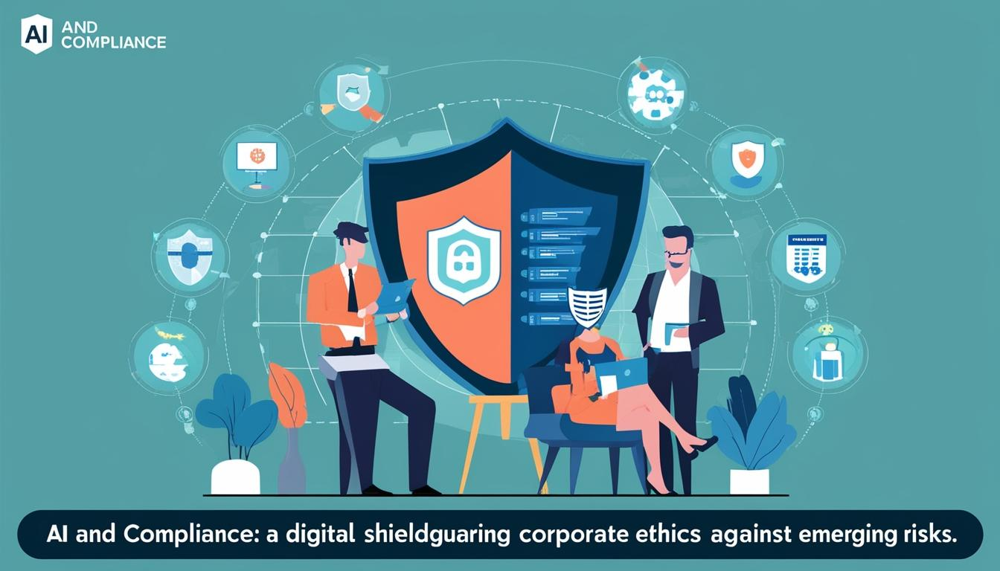 AI
AND
COMPLIANCE
AI and Compliance: a digital shieldguaring corporate ethics against emerging risks.